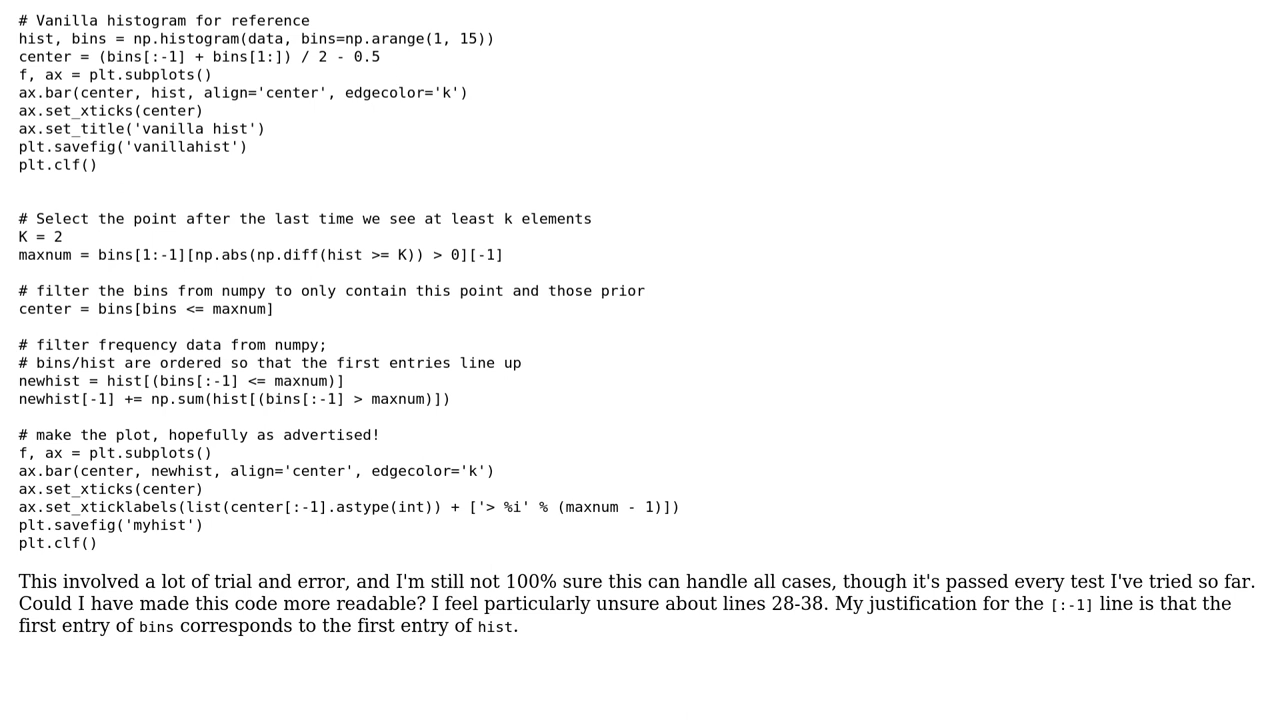 # Vanilla histogram for reference
hist, bins = np.histogram(data, bins=np.arange(1, 15))
center = (bins[:-1] + bins[1:]) / 2 - 0.5
f, ax = plt.subplots()
ax.bar(center, hist, align='center', edgecolor='k')
ax.set_xticks(center)
ax.set_title('vanilla hist')
plt.savefig('vanillahist')
plt.clf()
# Select the point after the last time we see at least k elements
K = 2
maxnum = bins[1:-1][np.abs(np.diff(hist >= K)) > 0][-1]
# filter the bins from numpy to only contain this point and those prior
center = bins[bins <= maxnum]
# filter frequency data from numpy;
# bins/hist are ordered so that the first entries line up
newhist = hist[(bins[:-1] <= maxnum)]
newhist[-1] += np.sum(hist[(bins[:-1] > maxnum)])
# make the plot, hopefully as advertised!
f, ax = plt.subplots()
ax.bar(center, newhist, align='center', edgecolor='k')
ax.set_xticks(center)
ax.set_xticklabels(list(center[:-1].astype(int)) + ['> %i' % (maxnum - 1)])
plt.savefig('myhist')
plt.clf()
This involved a lot of trial and error, and I'm still not 100% sure this can handle all cases, though it's passed every test I've tried so far.
Could I have made this code more readable? I feel particularly unsure about lines 28-38. My justification for the [:-1] line is that the
first entry of bins corresponds to the first entry of hist.